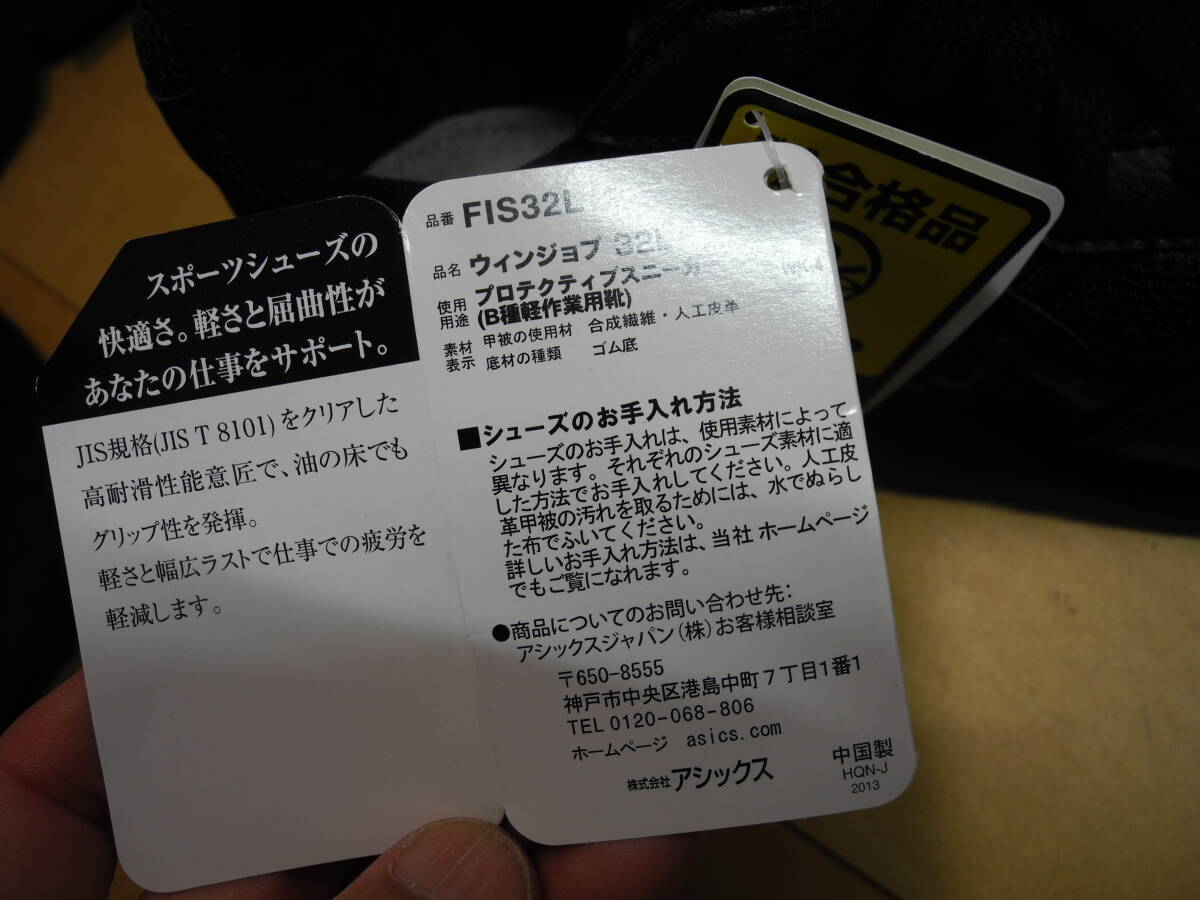 スポーツシューズの
快適さ。軽さと屈曲性が
あなたの仕事をサポート。
JIS規格(JIS T 8101)をクリアした
高耐滑性能意匠で、油の床でも
グリップ性を発揮。
軽さと幅広ラストで仕事での疲労を
軽減します。
品番 FIS32L
品名 ウィンジョブ 32L
使用用途 プロテクティブスニーカー WK-4
(B種軽作業用靴)
素材表示 甲被の使用材 合成繊維・人工皮革
底材の種類 ゴム底
■シューズのお手入れ方法
シューズのお手入れは、使用素材によって
異なります。それぞれのシューズ素材に適
した方法でお手入れしてください。人工皮
革甲被の汚れを取るためには、水でぬらし
た布でふいてください。
詳しいお手入れ方法は、当社 ホームページ
でもご覧になれます。
●商品についてのお問い合わせ先:
アシックスジャパン(株)お客様相談室
〒650-8555
神戸市中央区港島中町7丁目1番1
TEL 0120-068-806
ホームページ asics.com
株式会社アシックス
中国製
HQN-J
2013
合格品